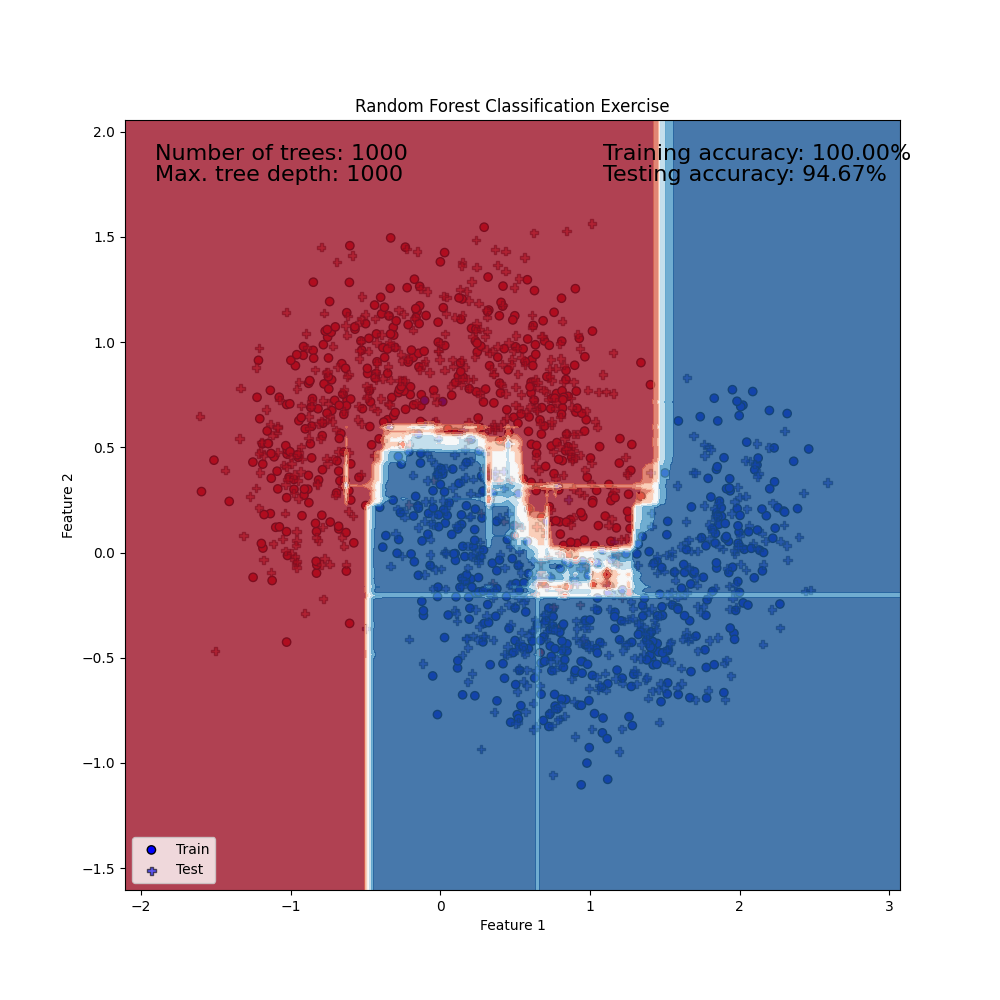 Random Forest Classification Exercise
Number of trees: 1000
Max. tree depth: 1000
Training accuracy: 100.00%
Testing accuracy: 94.67%
2.0
1.5
1.0
0.5
0.0
−0.5
−1.0
−1.5
Feature 2
Train
Test
−2
−1
0
1
2
3
Feature 1